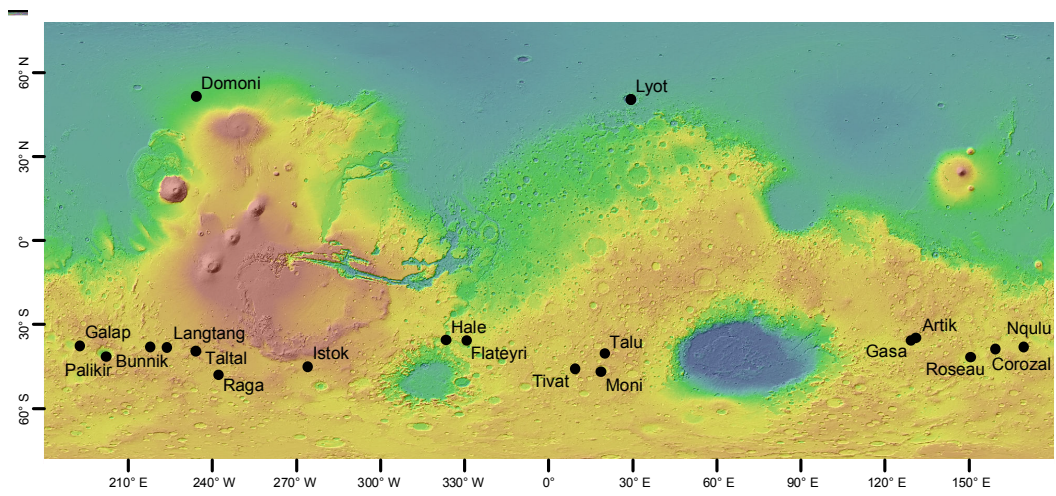 60° N
30° N
0°
30° S
60° S
Domoni
Lyot
Galap
Palikir
Bunnik
Langtang
Taltal
Raga
Istok
Hale
Flateyri
Talu
Tivat
Moni
Artik
Gasa
Nqulu
Roseau
Corozal
210° E
240° W
270° W
300° W
330° W
0°
30° E
60° E
90° E
120° E
150° E